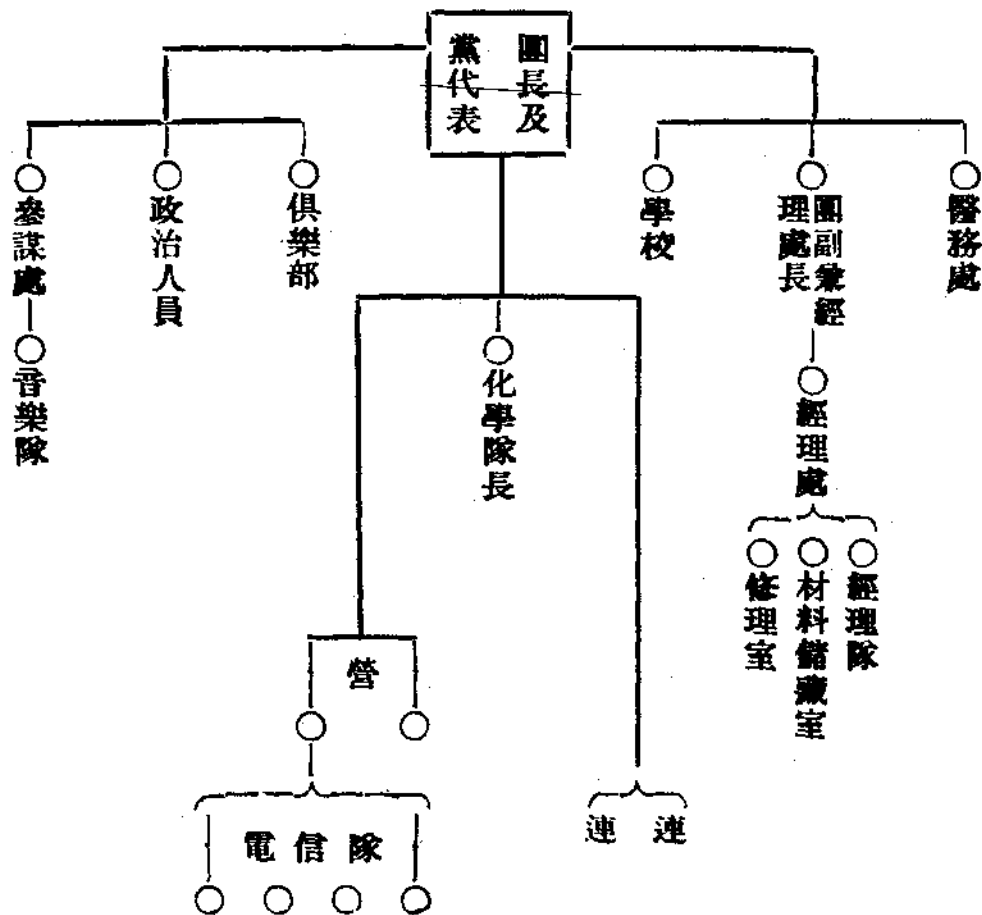 團長及
黨代表
醫務處
團副兼經
理處長
學校
俱樂部
政治人員
參謀處
音樂隊
經理處
經理隊
材料儲藏室
修理室
化學隊長
營
電信隊
連
連